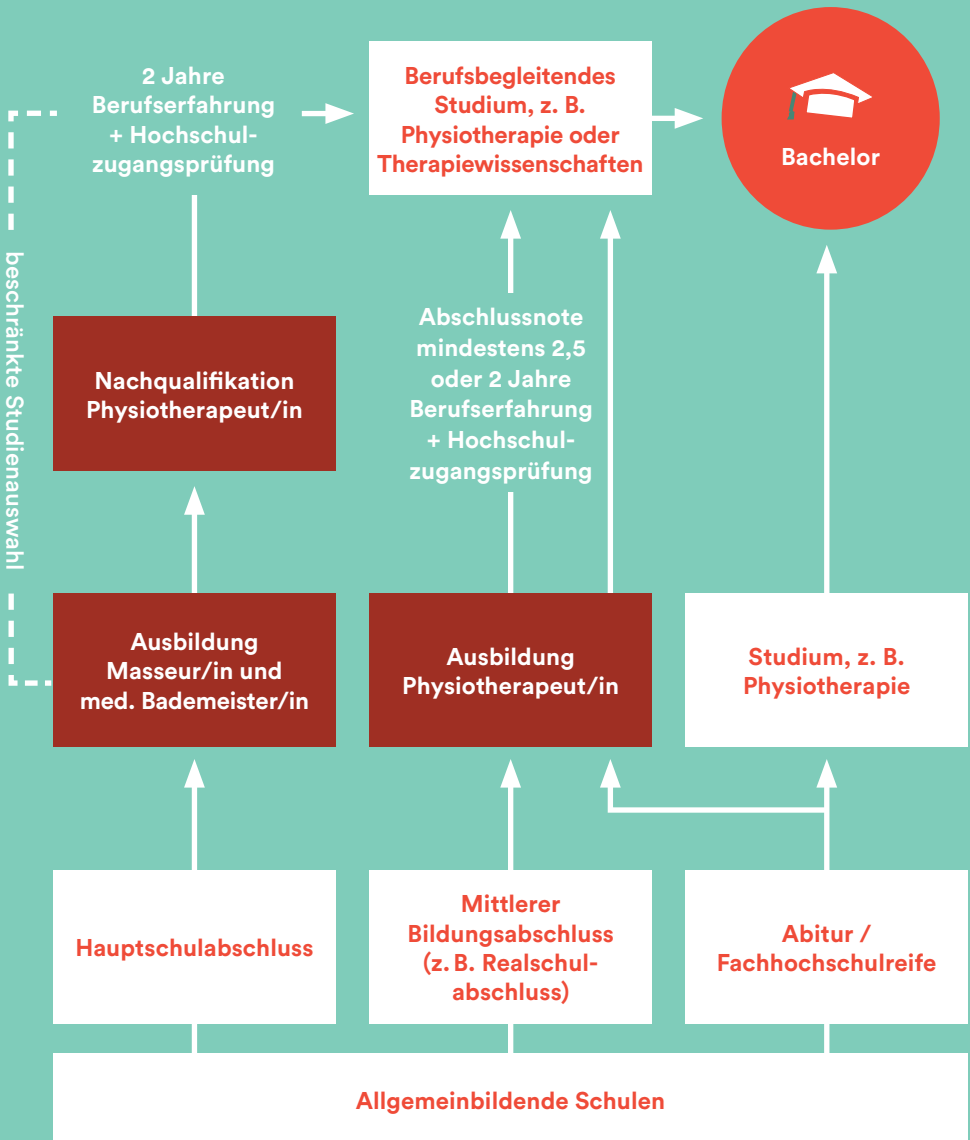 2 Jahre
Berufserfahrung
+ Hochschul-
zugangsprüfung
Berufsbegleitendes
Studium, z. B.
Physiotherapie oder
Therapiewissenschaften
Bachelor
beschränkte Studienauswahl
Nachqualifikation
Physiotherapeut/in
Abschlussnote
mindestens 2,5
oder 2 Jahre
Berufserfahrung
+ Hochschul-
zugangsprüfung
Ausbildung
Masseur/in und
med. Bademeister/in
Ausbildung
Physiotherapeut/in
Studium, z. B.
Physiotherapie
Hauptschulabschluss
Mittlerer
Bildungsabschluss
(z. B. Realschul-
abschluss)
Abitur /
Fachhochschulreife
Allgemeinbildende Schulen